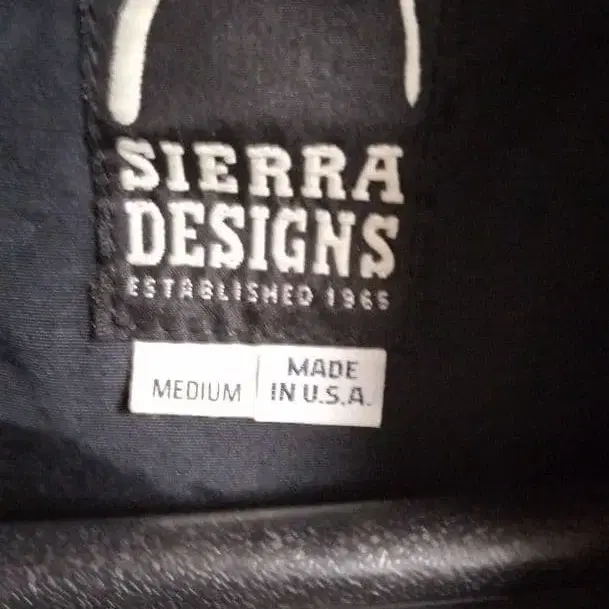 SIERRA
DESIGNS
ESTABLISHED 1965
MEDIUM
MADE
IN U.S.A.